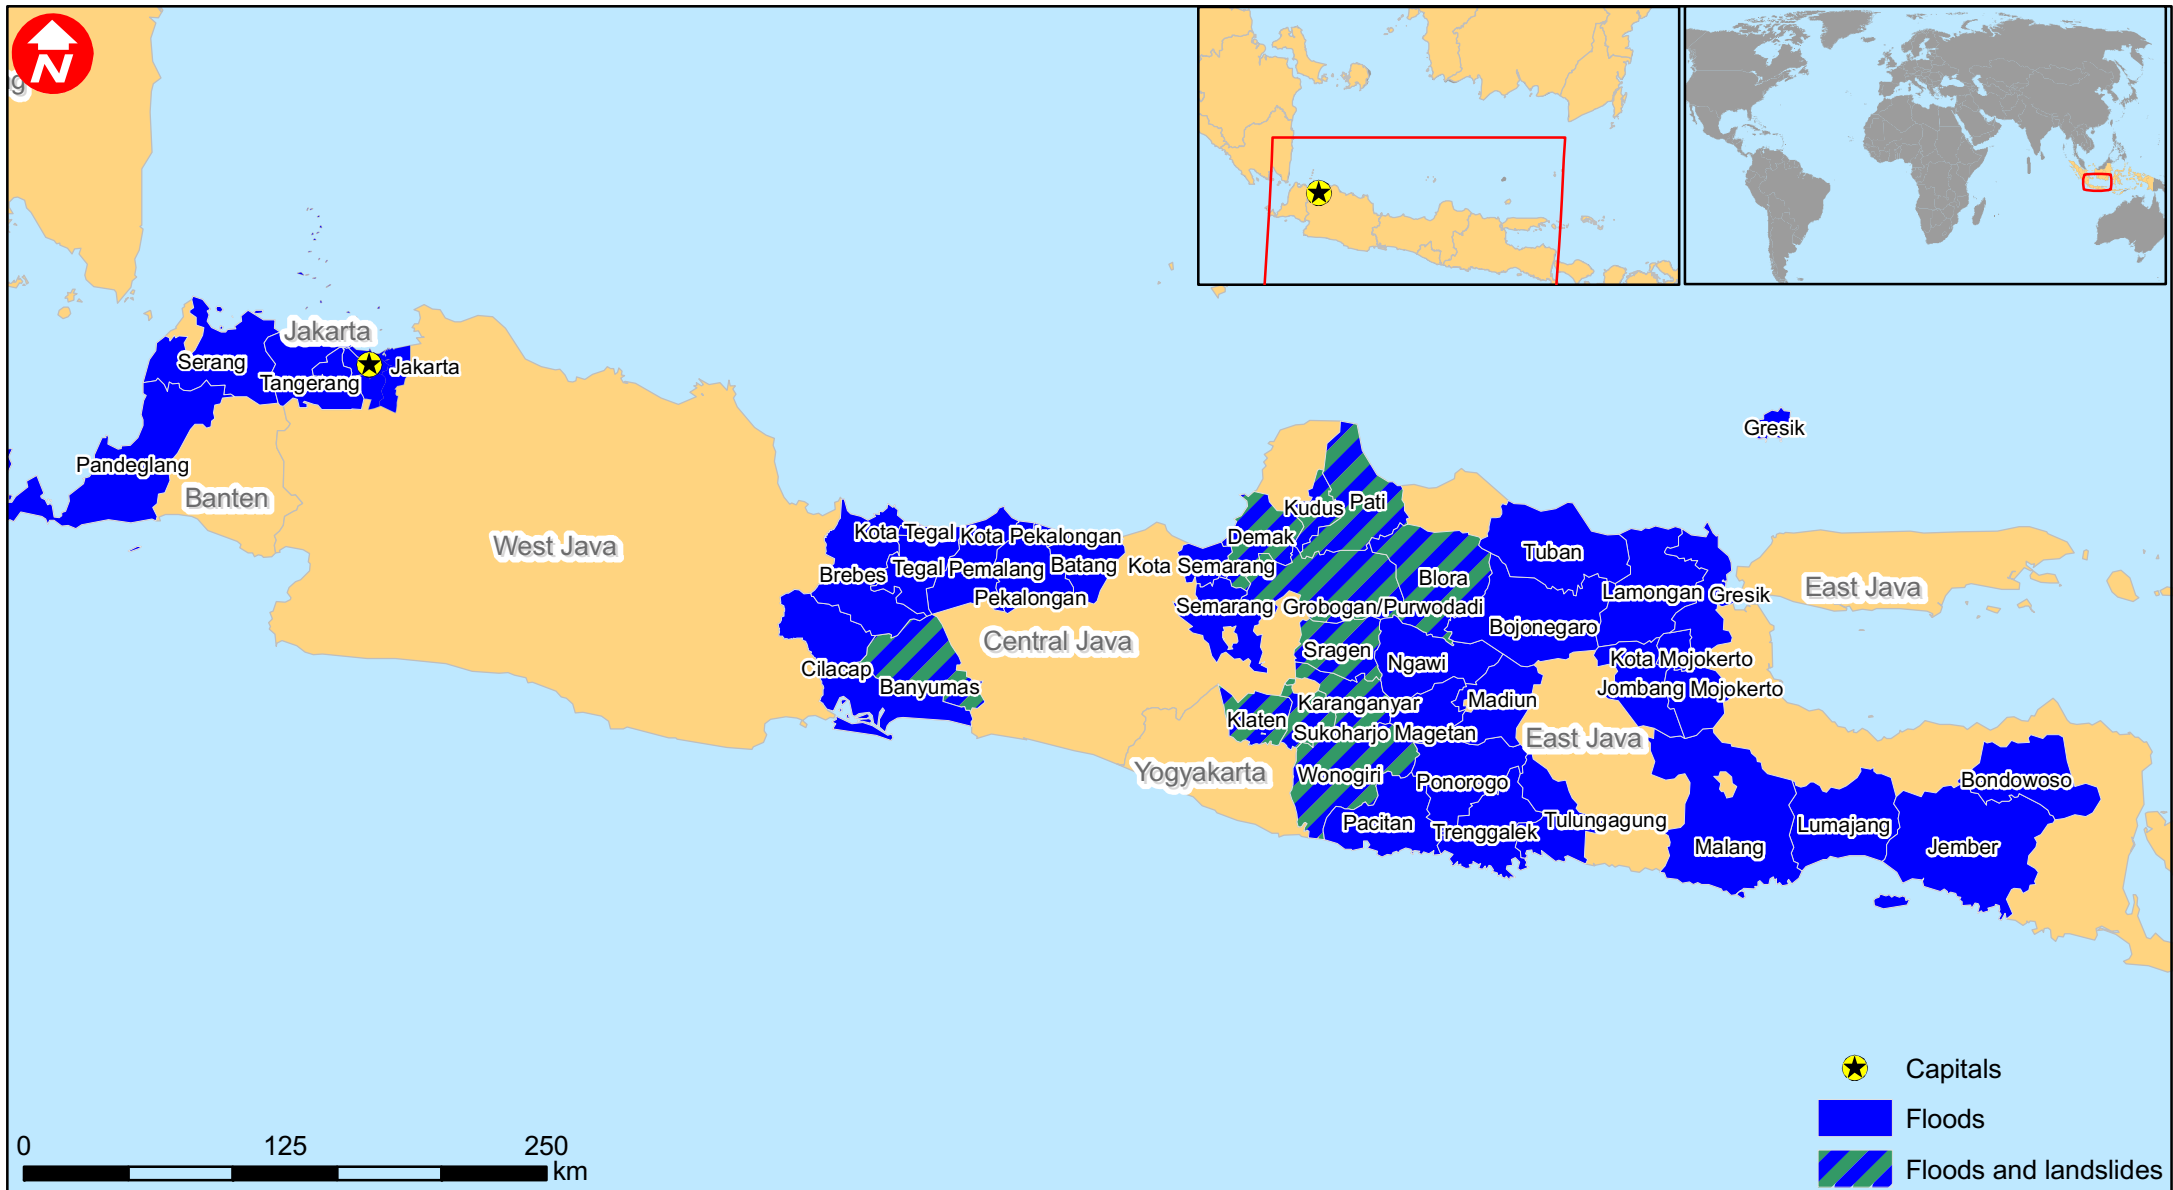 N
g
Jakarta
Serang
Jakarta
Tangerang
Gresik
Pandeglang
Banten
Kudus
Pati
West Java
Kota Tegal
Kota Pekalongan
Demak
Tuban
Brebes
Tegal
Pemalang
Batang
Kota Semarang
Blora
East Java
Pekalongan
Semarang
Grobogan/Purwodadi
Lamongan
Gresik
Bojonegaro
Central Java
Sragen
Ngawi
Kota Mojokerto
Cilacap
Banyumas
Jombang
Mojokerto
Karanganyar
Madiun
Klaten
Sukoharjo
Magetan
East Java
Yogyakarta
Wonogiri
Ponorogo
Bondowoso
Pacitan
Trenggalek
Tulungagung
Lumajang
Malang
Jember
Capitals
Floods
Floods and landslides
0
125
250
km